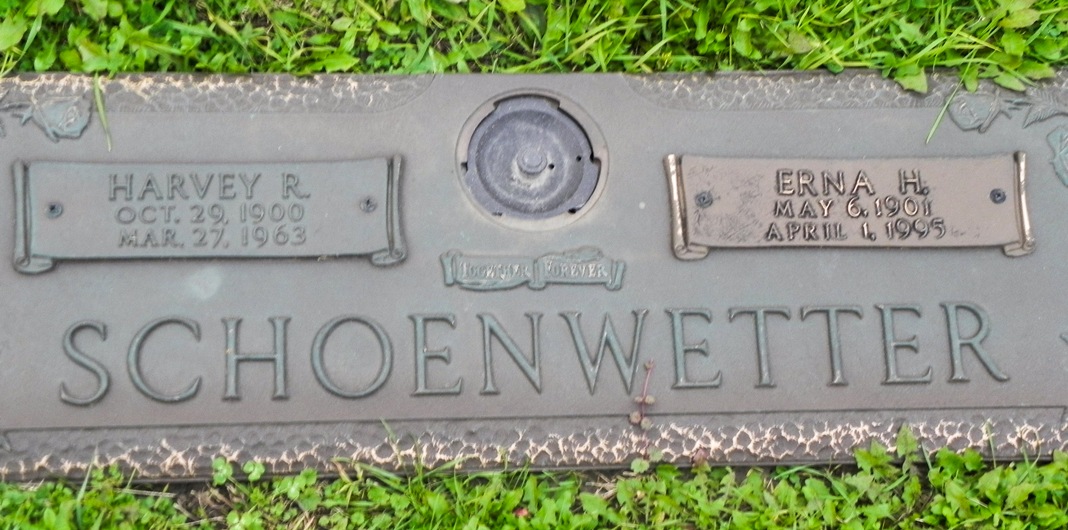 HARVEY R.
OCT. 29, 1900
MAR. 27, 1963
ERNA H.
MAY 6, 1901
APRIL 1, 1995
TOGETHER FOREVER
SCHOENWETTER